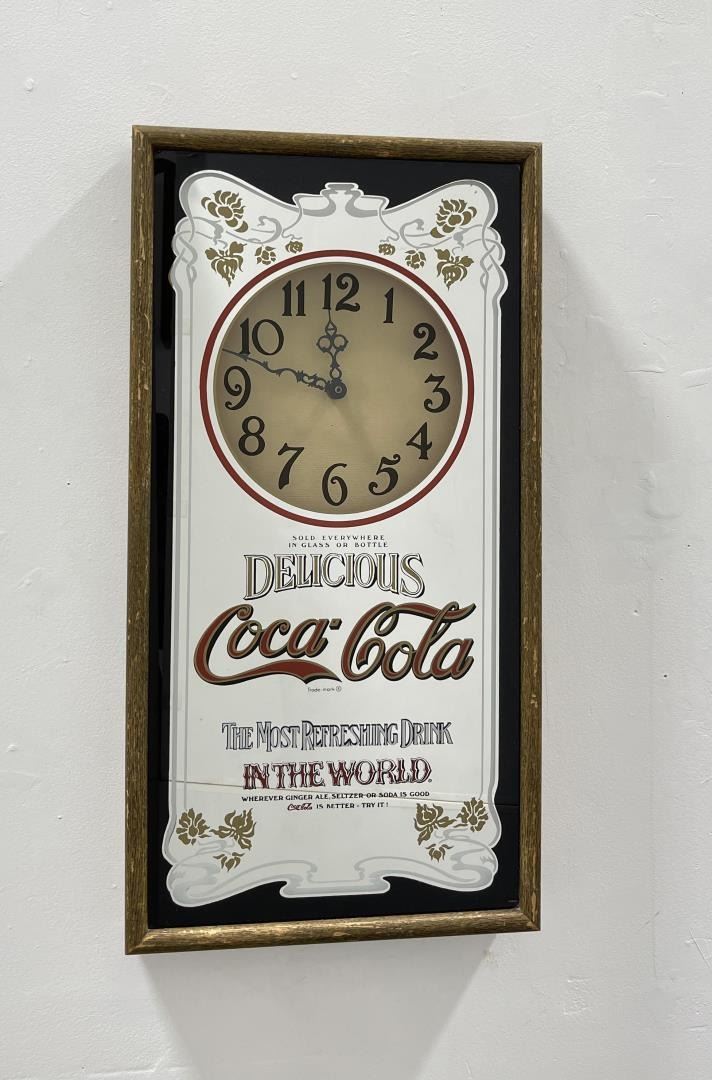 12
1
2
3
4
5
6
7
8
9
10
11
SOLD EVERYWHERE
IN GLASS OR BOTTLE
DELICIOUS
Coca-Cola
Trade-mark ®
THE MOST REFRESHING DRINK
IN THE WORLD.
WHEREVER GINGER ALE, SELTZER OR SODA IS GOOD
Coca-Cola IS BETTER - TRY IT!